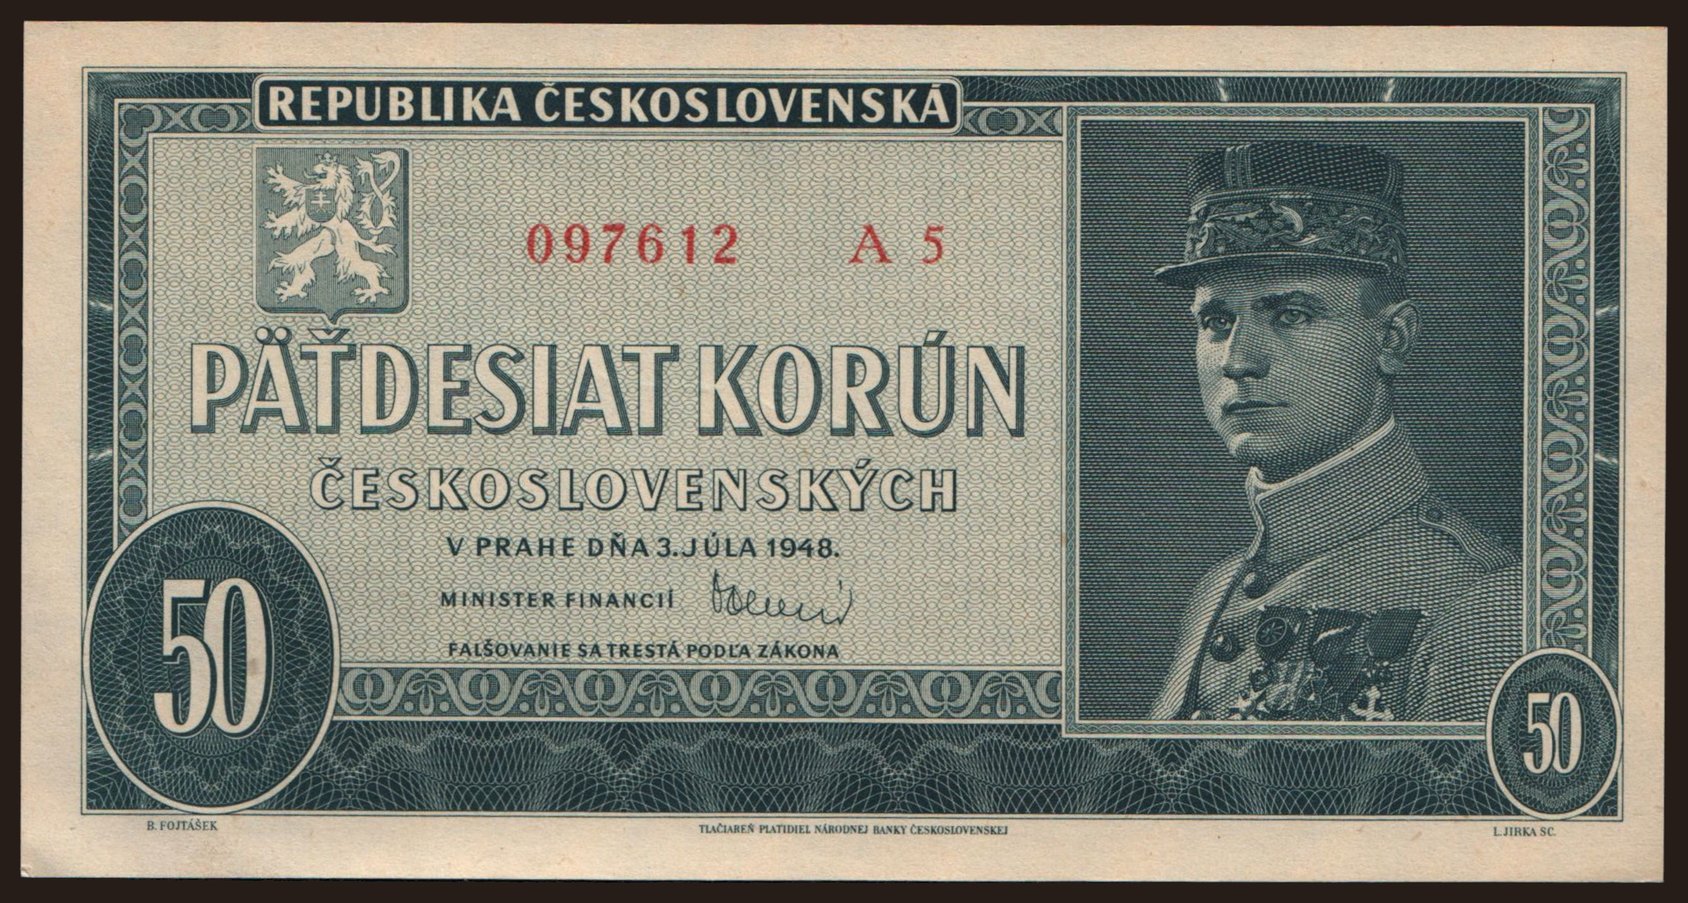 REPUBLIKA ČESKOSLOVENSKÁ
097612 A 5
PÄŤDESIAT KORÚN
ČESKOSLOVENSKÝCH
V PRAHE DŇA 3. JÚLA 1948.
MINISTER FINANCIÍ
FALŠOVANIE SA TRESTÁ PODĽA ZÁKONA
50
50
B. FOJTÁŠEK
TLAČIAREŇ PLATIDIEL NÁRODNEJ BANKY ČESKOSLOVENSKEJ
L. JIRKA SC.